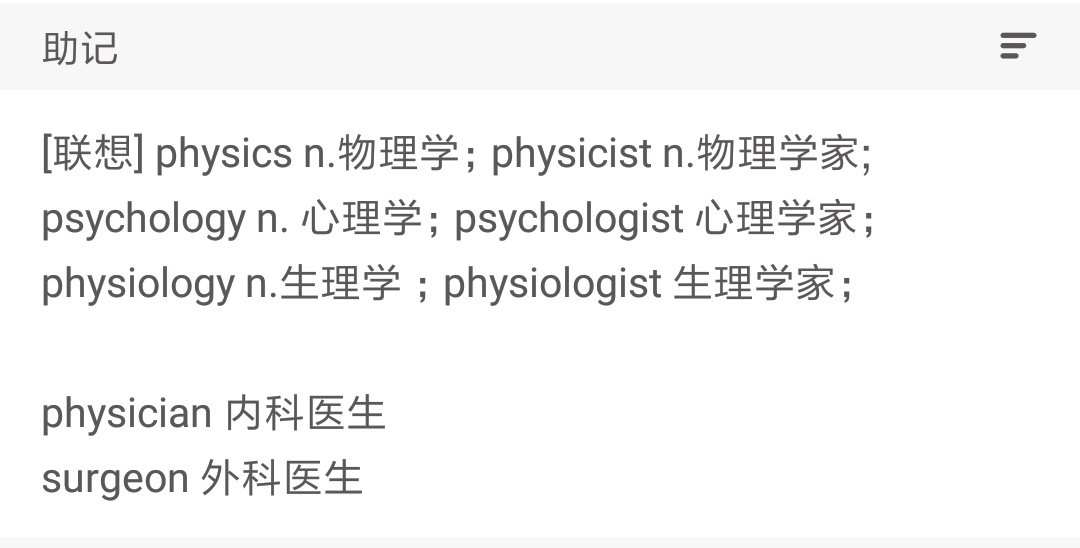 助记
[联想] physics n.物理学；physicist n.物理学家;
psychology n. 心理学；psychologist 心理学家；
physiology n.生理学 ；physiologist 生理学家；
physician 内科医生
surgeon 外科医生